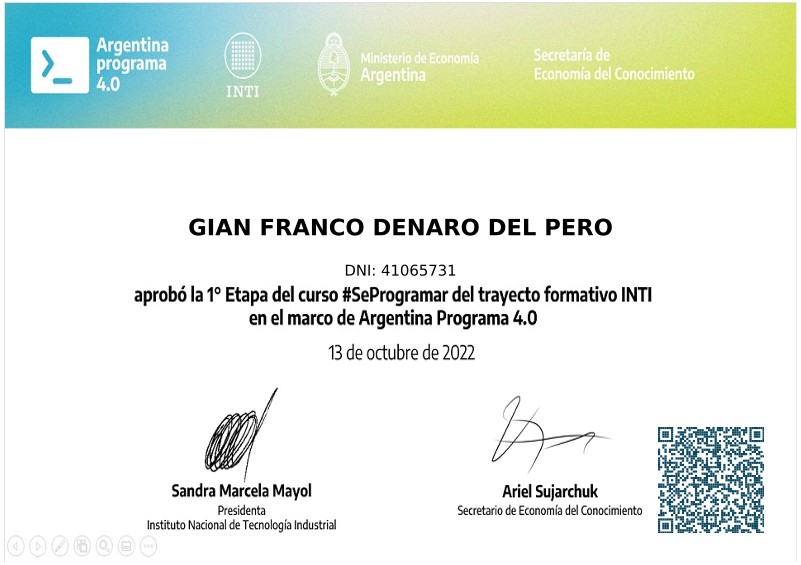 Argentina
programa
4.0
INTI
Ministerio de Economía
Argentina
Secretaría de
Economía del Conocimiento
GIAN FRANCO DENARO DEL PERO
DNI: 41065731
aprobó la 1° Etapa del curso #SeProgramar del trayecto formativo INTI
en el marco de Argentina Programa 4.0
13 de octubre de 2022
Sandra Marcela Mayol
Presidenta
Instituto Nacional de Tecnología Industrial
Ariel Sujarchuk
Secretario de Economía del Conocimiento